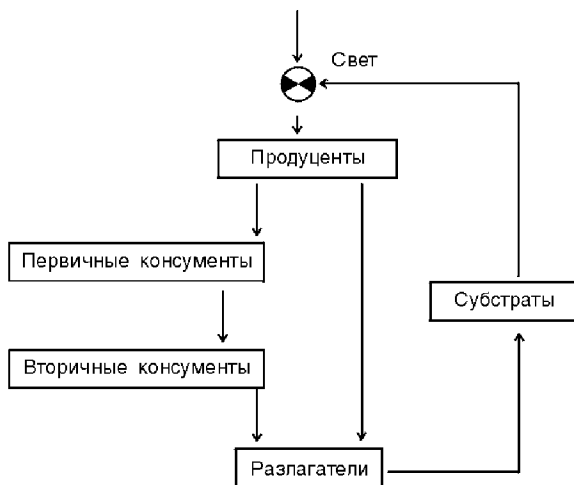 Свет
Продуценты
Первичные консументы
Субстраты
Вторичные консументы
Разлагатели